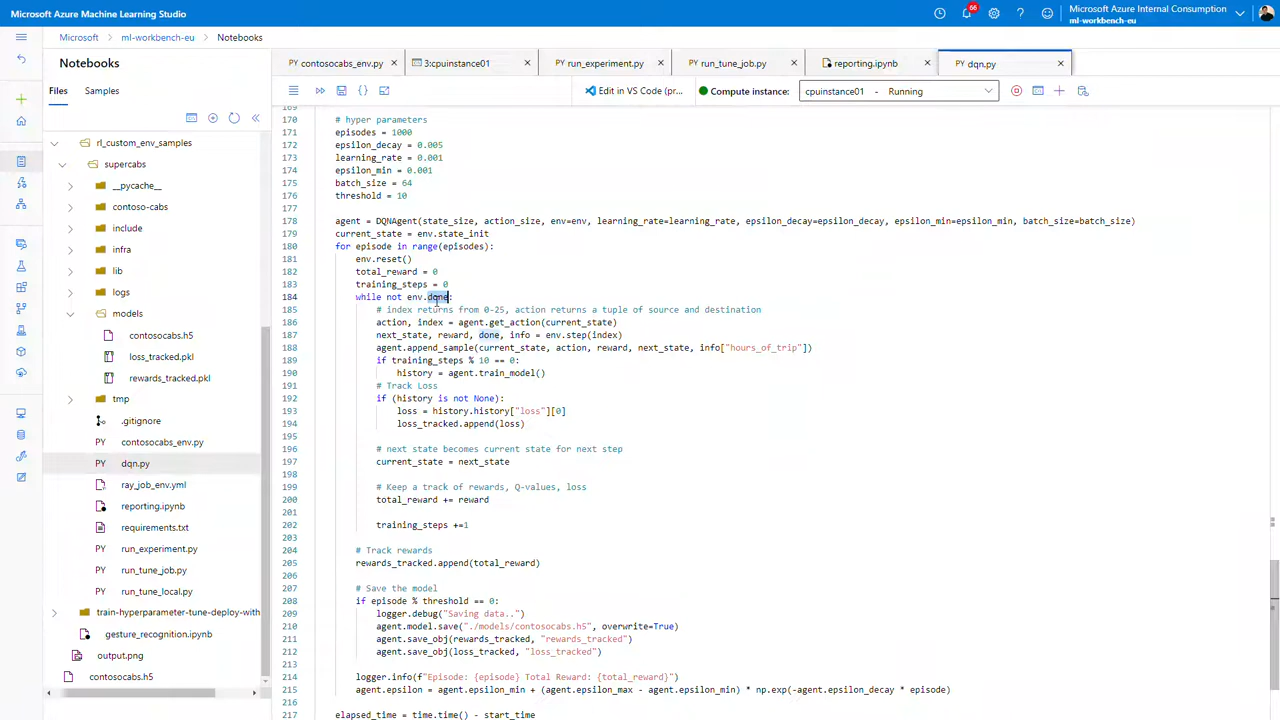 Microsoft Azure Machine Learning Studio
66
Microsoft Azure Internal Consumption
ml-workbench-eu
Microsoft
ml-workbench-eu
Notebooks
Notebooks
contosocabs_env.py
3:cpuinstance01
run_experiment.py
run_tune_job.py
reporting.ipynb
dqn.py
Files
Samples
Edit in VS Code (pr...
Compute instance:
cpuinstance01 - Running
rl_custom_env_samples
supercabs
__pycache__
contoso-cabs
include
infra
lib
logs
models
contosocabs.h5
loss_tracked.pkl
rewards_tracked.pkl
tmp
.gitignore
PY contosocabs_env.py
PY dqn.py
PY ray_job_env.yml
reporting.ipynb
requirements.txt
PY run_experiment.py
PY run_tune_job.py
PY run_tune_local.py
train-hyperparameter-tune-deploy-with
gesture_recognition.ipynb
output.png
contosocabs.h5
169
170 # hyper parameters
171 episodes = 1000
172 epsilon_decay = 0.005
173 learning_rate = 0.001
174 epsilon_min = 0.001
175 batch_size = 64
176 threshold = 10
177
178 agent = DQNAgent(state_size, action_size, env=env, learning_rate=learning_rate, epsilon_decay=epsilon_decay, epsilon_min=epsilon_min, batch_size=batch_size)
179 current_state = env.state_init
180 for episode in range(episodes):
181 env.reset()
182 total_reward = 0
183 training_steps = 0
184 while not env.done:
185 # index returns from 0-25, action returns a tuple of source and destination
186 action, index = agent.get_action(current_state)
187 next_state, reward, done, info = env.step(index)
188 agent.append_sample(current_state, action, reward, next_state, info["hours_of_trip"])
189 if training_steps % 10 == 0:
190 history = agent.train_model()
191 # Track Loss
192 if (history is not None):
193 loss = history.history["loss"][0]
194 loss_tracked.append(loss)
195
196 # next state becomes current state for next step
197 current_state = next_state
198
199 # Keep a track of rewards, Q-values, loss
200 total_reward += reward
201
202 training_steps +=1
203
204 # Track rewards
205 rewards_tracked.append(total_reward)
206
207 # Save the model
208 if episode % threshold == 0:
209 logger.debug("Saving data..")
210 agent.model.save("./models/contosocabs.h5", overwrite=True)
211 agent.save_obj(rewards_tracked, "rewards_tracked")
212 agent.save_obj(loss_tracked, "loss_tracked")
213
214 logger.info(f"Episode: {episode} Total Reward: {total_reward}")
215 agent.epsilon = agent.epsilon_min + (agent.epsilon_max - agent.epsilon_min) * np.exp(-agent.epsilon_decay * episode)
216
217 elapsed_time = time.time() - start_time